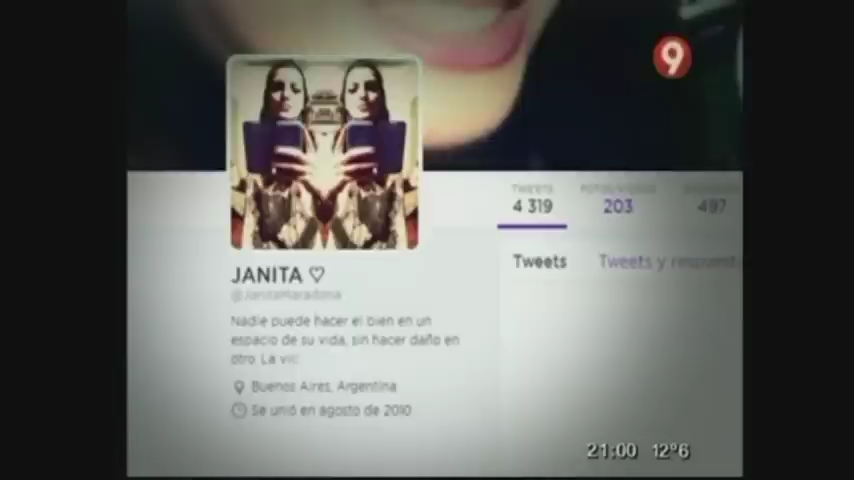 9
TWEETS
4 319
203
497
Tweets
Tweets y
JANITA ♡
@JanitaMaradona
Nadie puede hacer el bien en un
espacio de su vida, sin hacer daño en
otro. La vic
Buenos Aires, Argentina
Se unió en agosto de 2010
21:00 12°6